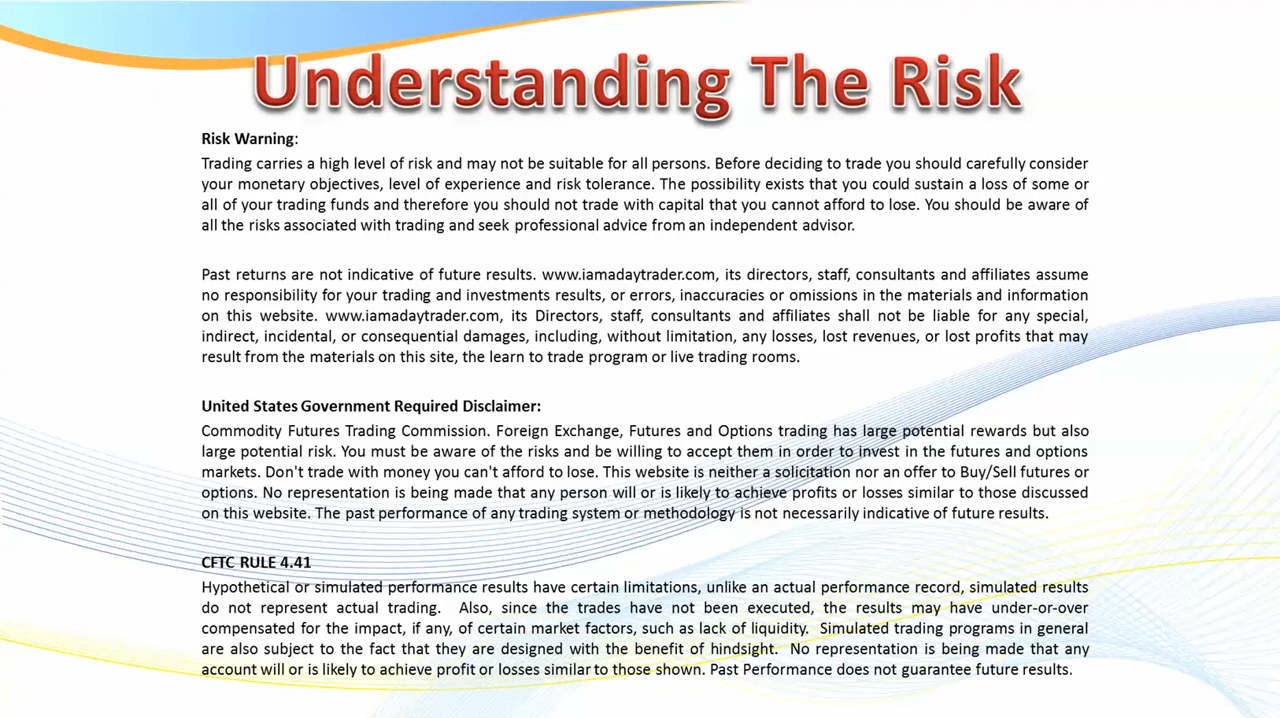 Understanding The Risk
Risk Warning:
Trading carries a high level of risk and may not be suitable for all persons. Before deciding to trade you should carefully consider
your monetary objectives, level of experience and risk tolerance. The possibility exists that you could sustain a loss of some or
all of your trading funds and therefore you should not trade with capital that you cannot afford to lose. You should be aware of
all the risks associated with trading and seek professional advice from an independent advisor.
Past returns are not indicative of future results. www.iamadaytrader.com, its directors, staff, consultants and affiliates assume
no responsibility for your trading and investments results, or errors, inaccuracies or omissions in the materials and information
on this website. www.iamadaytrader.com, its Directors, staff, consultants and affiliates shall not be liable for any special,
indirect, incidental, or consequential damages, including, without limitation, any losses, lost revenues, or lost profits that may
result from the materials on this site, the learn to trade program or live trading rooms.
United States Government Required Disclaimer:
Commodity Futures Trading Commission. Foreign Exchange, Futures and Options trading has large potential rewards but also
large potential risk. You must be aware of the risks and be willing to accept them in order to invest in the futures and options
markets. Don't trade with money you can't afford to lose. This website is neither a solicitation nor an offer to Buy/Sell futures or
options. No representation is being made that any person will or is likely to achieve profits or losses similar to those discussed
on this website. The past performance of any trading system or methodology is not necessarily indicative of future results.
CFTC RULE 4.41
Hypothetical or simulated performance results have certain limitations, unlike an actual performance record, simulated results
do not represent actual trading. Also, since the trades have not been executed, the results may have under-or-over
compensated for the impact, if any, of certain market factors, such as lack of liquidity. Simulated trading programs in general
are also subject to the fact that they are designed with the benefit of hindsight. No representation is being made that any
account will or is likely to achieve profit or losses similar to those shown. Past Performance does not guarantee future results.